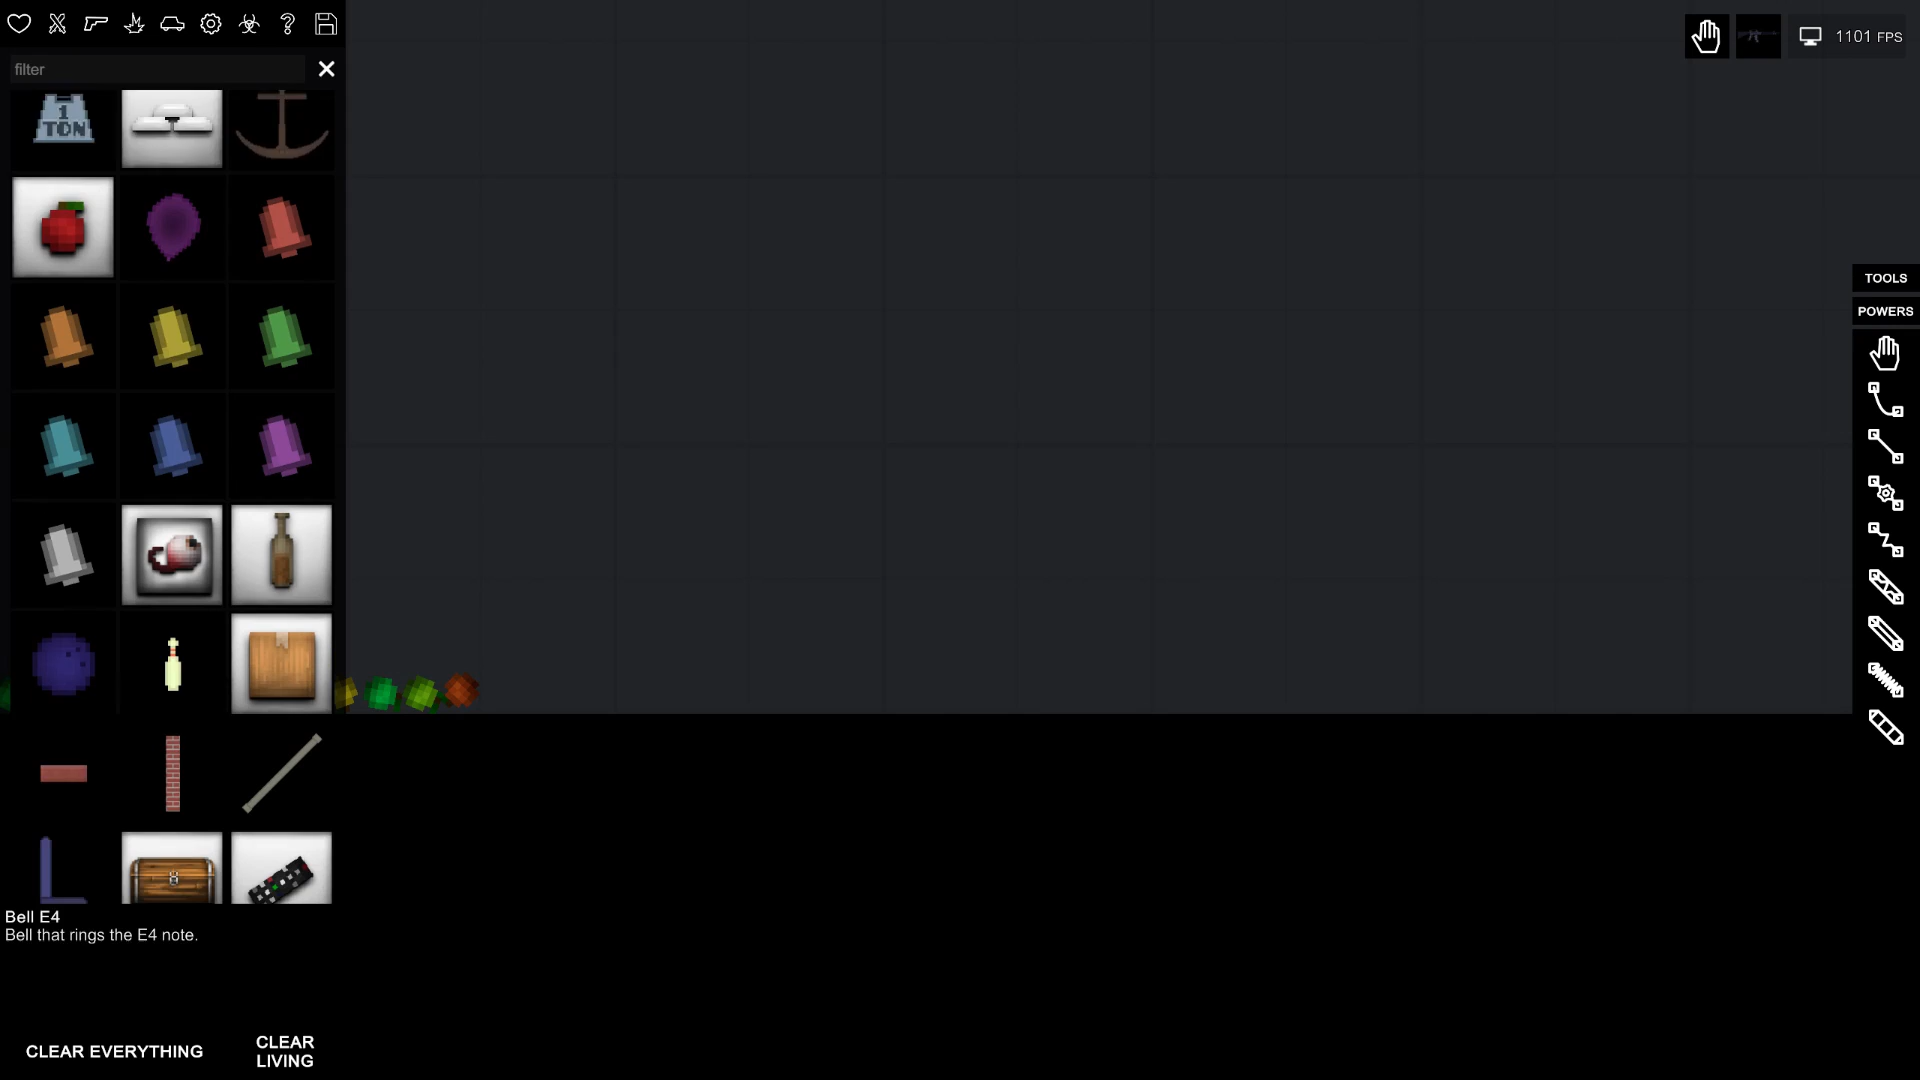 1101 FPS
filter
1
TON
TOOLS
POWERS
Bell E4
Bell that rings the E4 note.
CLEAR EVERYTHING
CLEAR
LIVING